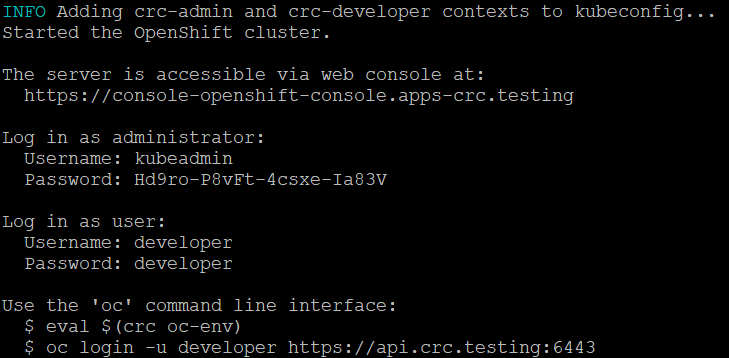 INFO Adding crc-admin and crc-developer contexts to kubeconfig...
Started the OpenShift cluster.
The server is accessible via web console at:
https://console-openshift-console.apps-crc.testing
Log in as administrator:
Username: kubeadmin
Password: Hd9ro-P8vFt-4csxe-Ia83V
Log in as user:
Username: developer
Password: developer
Use the 'oc' command line interface:
$ eval $(crc oc-env)
$ oc login -u developer https://api.crc.testing:6443